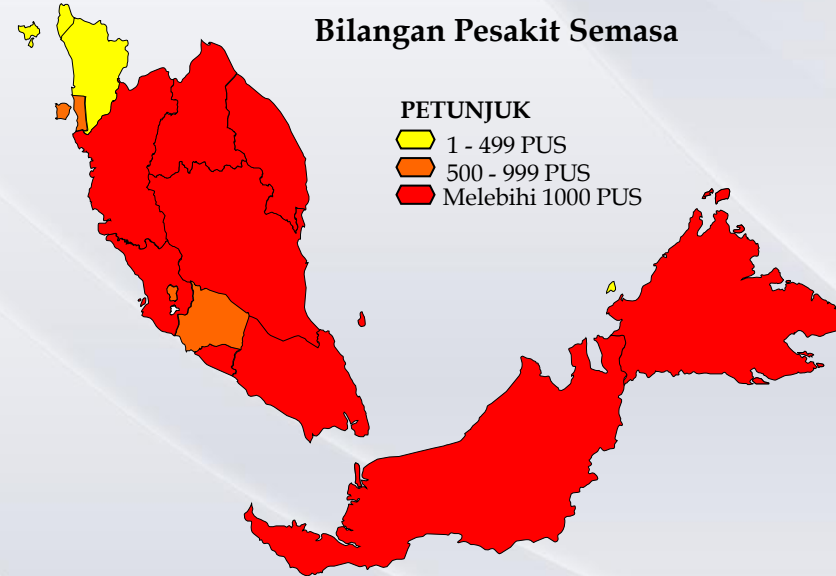 Bilangan Pesakit Semasa
PETUNJUK
1 - 499 PUS
500 - 999 PUS
Melebihi 1000 PUS